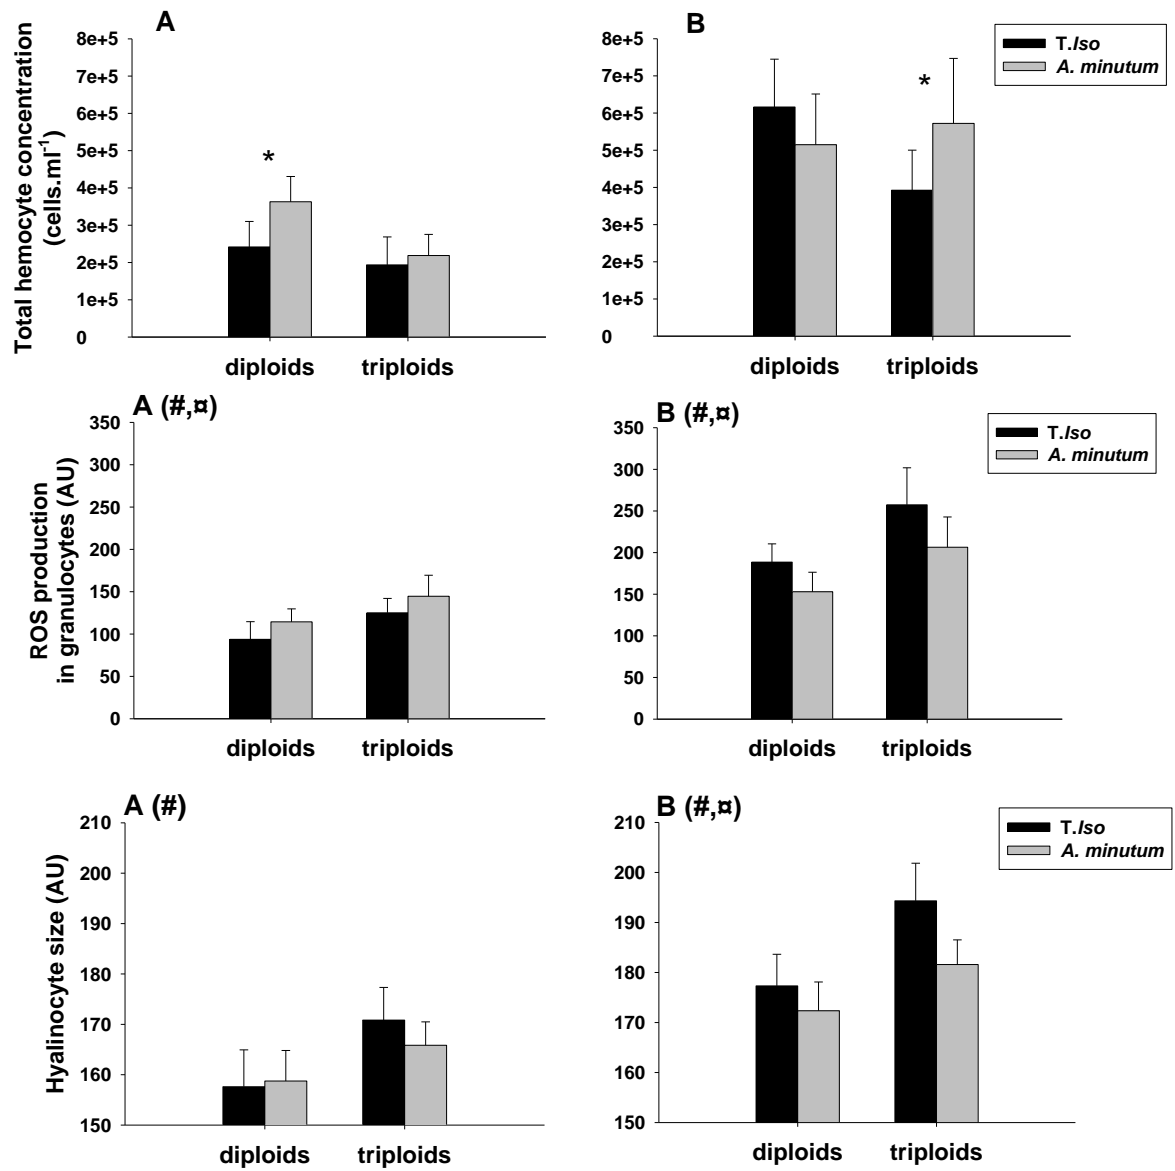 A
B
Total hemocyte concentration
(cells.ml-1)
8e+5
7e+5
6e+5
5e+5
4e+5
3e+5
2e+5
1e+5
0
*
diploids
triploids
8e+5
7e+5
6e+5
5e+5
4e+5
3e+5
2e+5
1e+5
0
*
diploids
triploids
T.Iso
A. minutum
A (#,¤)
ROS production
in granulocytes (AU)
350
300
250
200
150
100
50
0
diploids
triploids
B (#,¤)
350
300
250
200
150
100
50
0
diploids
triploids
T.Iso
A. minutum
A (#)
Hyalinocyte size (AU)
210
200
190
180
170
160
150
diploids
triploids
B (#,¤)
210
200
190
180
170
160
150
diploids
triploids
T.Iso
A. minutum